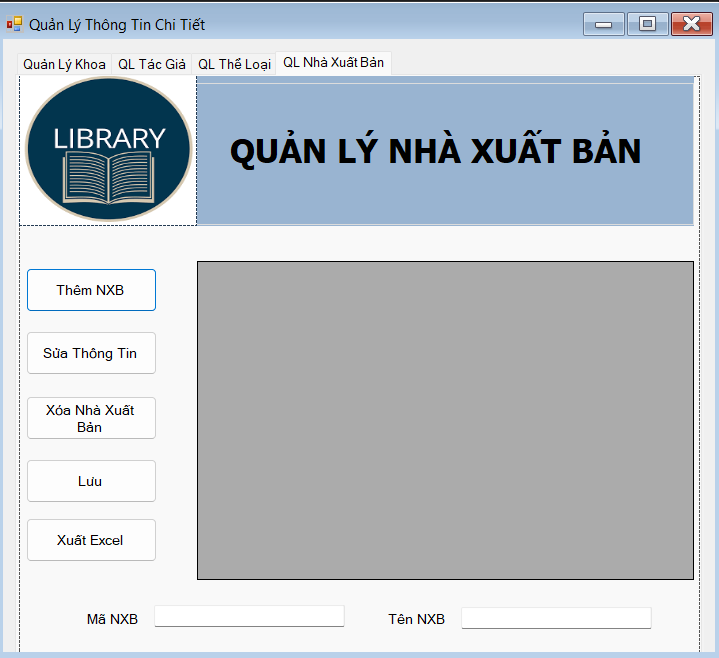 Quản Lý Thông Tin Chi Tiết
Quản Lý Khoa
QL Tác Giả
QL Thể Loại
QL Nhà Xuất Bản
LIBRARY
QUẢN LÝ NHÀ XUẤT BẢN
Thêm NXB
Sửa Thông Tin
Xóa Nhà Xuất
Bản
Lưu
Xuất Excel
Mã NXB
Tên NXB